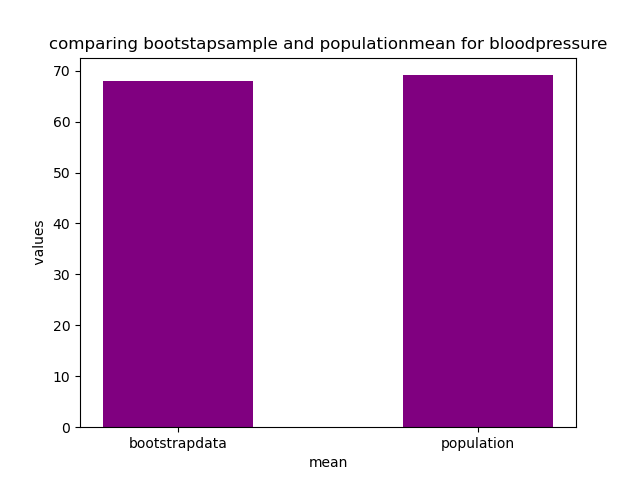 comparing bootstapsample and populationmean for bloodpressure
70
60
50
40
30
20
10
0
values
bootstrapdata
population
mean